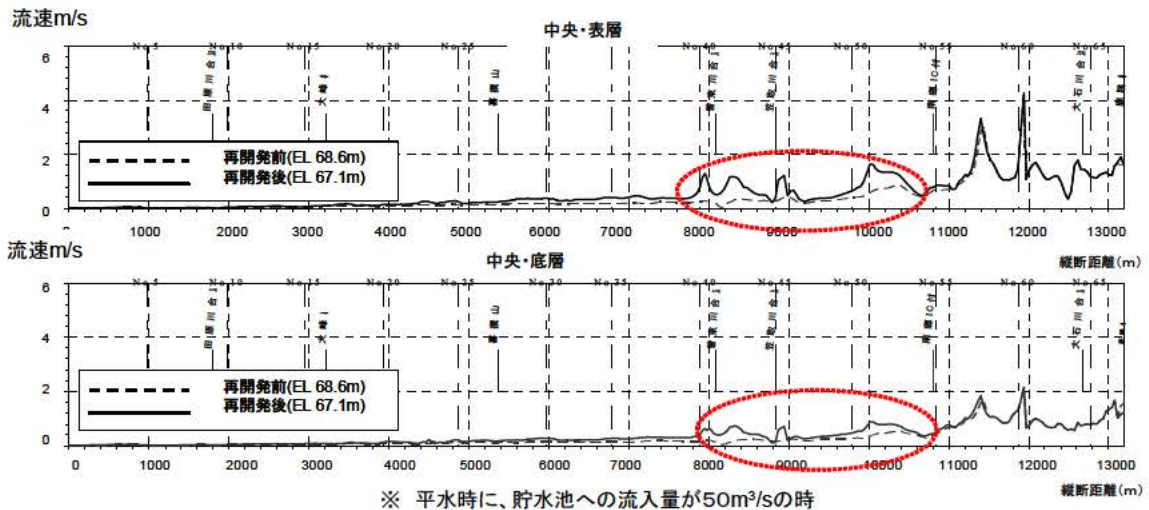 流速m/s
中央・表層
No.5 No.10 No.15 No.20 No.25 No.40 No.45 No.50 No.55 No.60 No.65
6
4
2
0
再開発前(EL 68.6m)
再開発後(EL 67.1m)
1000 2000 3000 4000 5000 6000 7000 8000 9000 10000 11000 12000 13000
縦断距離(m)
流速m/s
中央・底層
No.5 No.10 No.15 No.20 No.25 No.30 No.35 No.40 No.45 No.50 No.55 No.60 No.65
6
4
2
0
再開発前(EL 68.6m)
再開発後(EL 67.1m)
0 1000 2000 3000 4000 5000 6000 7000 8000 9000 10000 11000 12000 13000
縦断距離(m)
※ 平水時に、貯水池への流入量が50m³/sの時